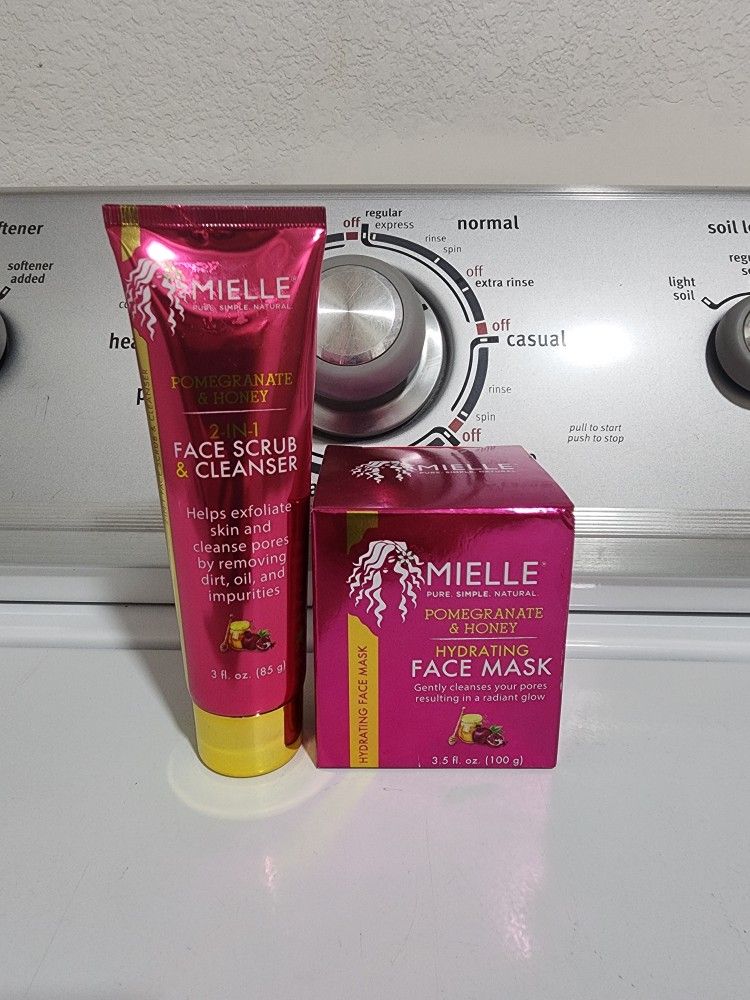 softener
added
off
regular
express
normal
rinse
spin
off
extra rinse
off
casual
rinse
spin
off
pull to start
push to stop
light
soil
MIELLE
PURE. SIMPLE. NATURAL.
POMEGRANATE
& HONEY
2-IN-1
FACE SCRUB
& CLEANSER
Helps exfoliate
skin and
cleanse pores
by removing
dirt, oil, and
impurities
3 fl. oz. (85 g)
MIELLE
PURE. SIMPLE. NATURAL.
MIELLE
PURE. SIMPLE. NATURAL.
POMEGRANATE
& HONEY
HYDRATING
FACE MASK
Gently cleanses your pores
resulting in a radiant glow
3.5 fl. oz. (100 g)
HYDRATING FACE MASK